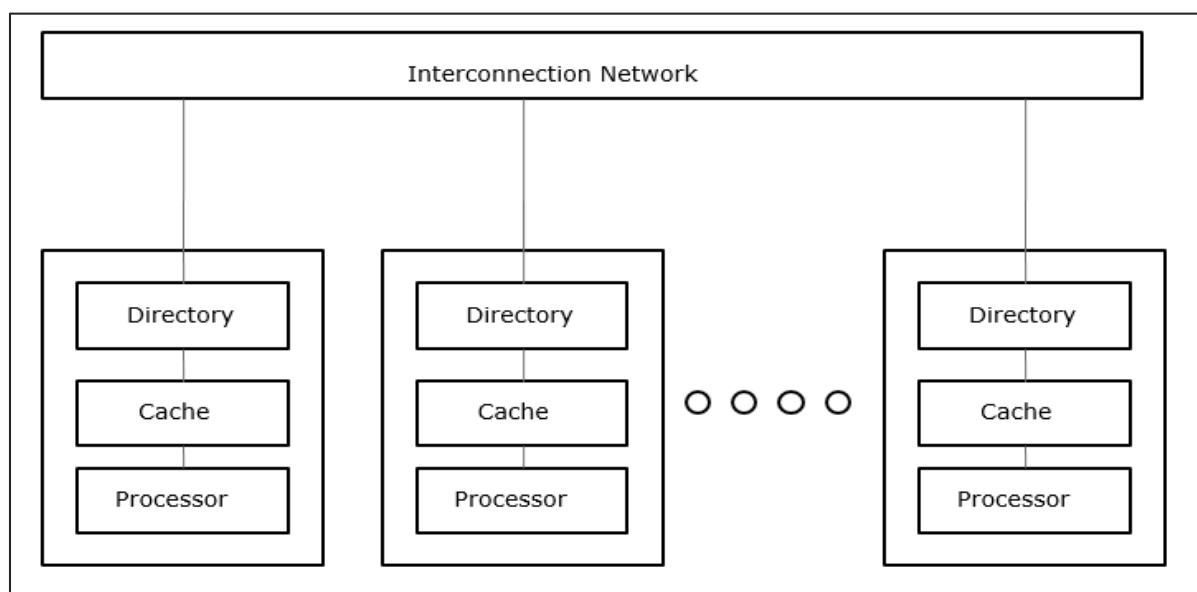 Interconnection Network
Directory
Cache
Processor
Directory
Cache
Processor
Directory
Cache
Processor